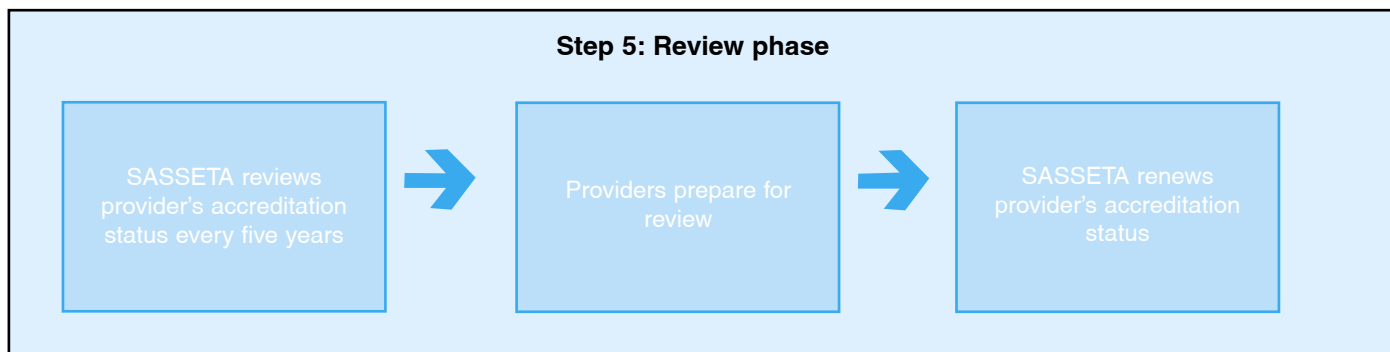 Step 5: Review phase
SASSETA reviews
provider’s accreditation
status every five years
Providers prepare for
review
SASSETA renews
provider’s accreditation
status